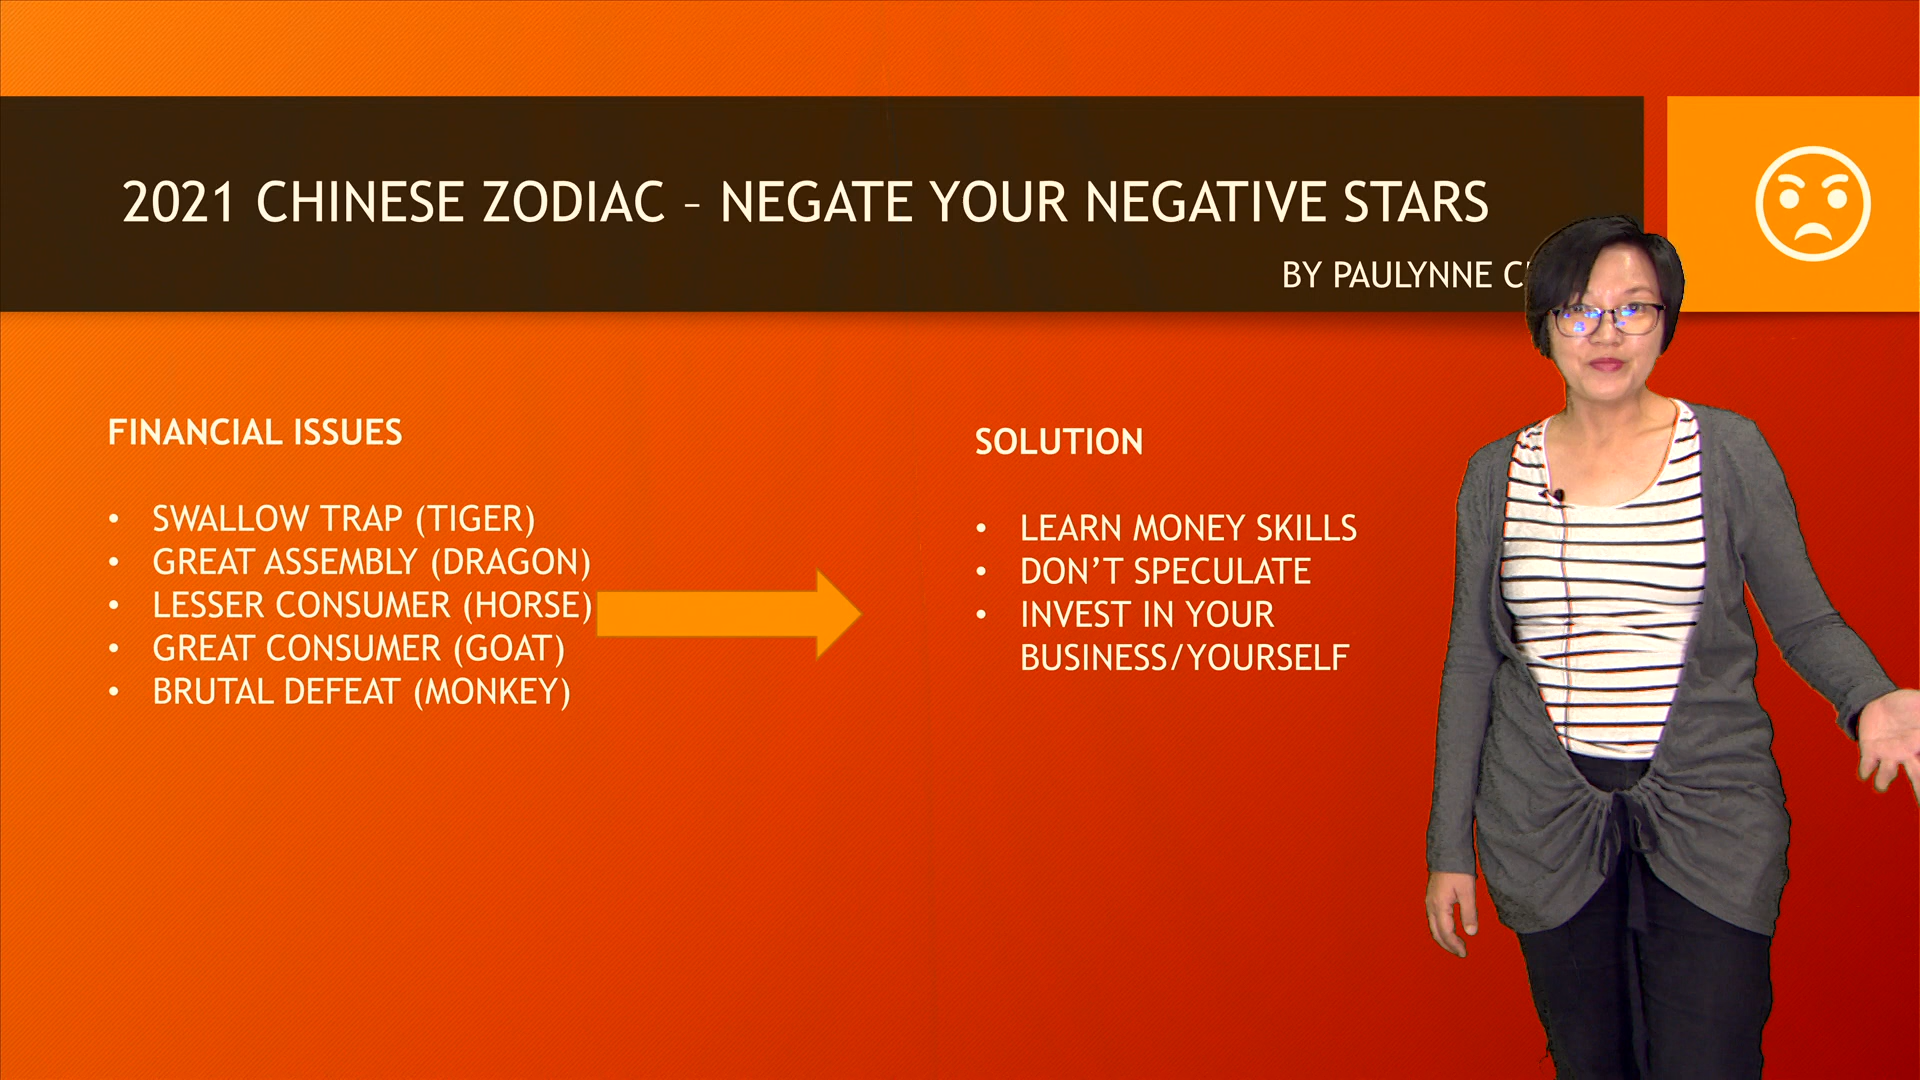 2021 CHINESE ZODIAC – NEGATE YOUR NEGATIVE STARS
BY PAULYNNE
FINANCIAL ISSUES
• SWALLOW TRAP (TIGER)
• GREAT ASSEMBLY (DRAGON)
• LESSER CONSUMER (HORSE)
• GREAT CONSUMER (GOAT)
• BRUTAL DEFEAT (MONKEY)
SOLUTION
• LEARN MONEY SKILLS
• DON’T SPECULATE
• INVEST IN YOUR
BUSINESS/YOURSELF